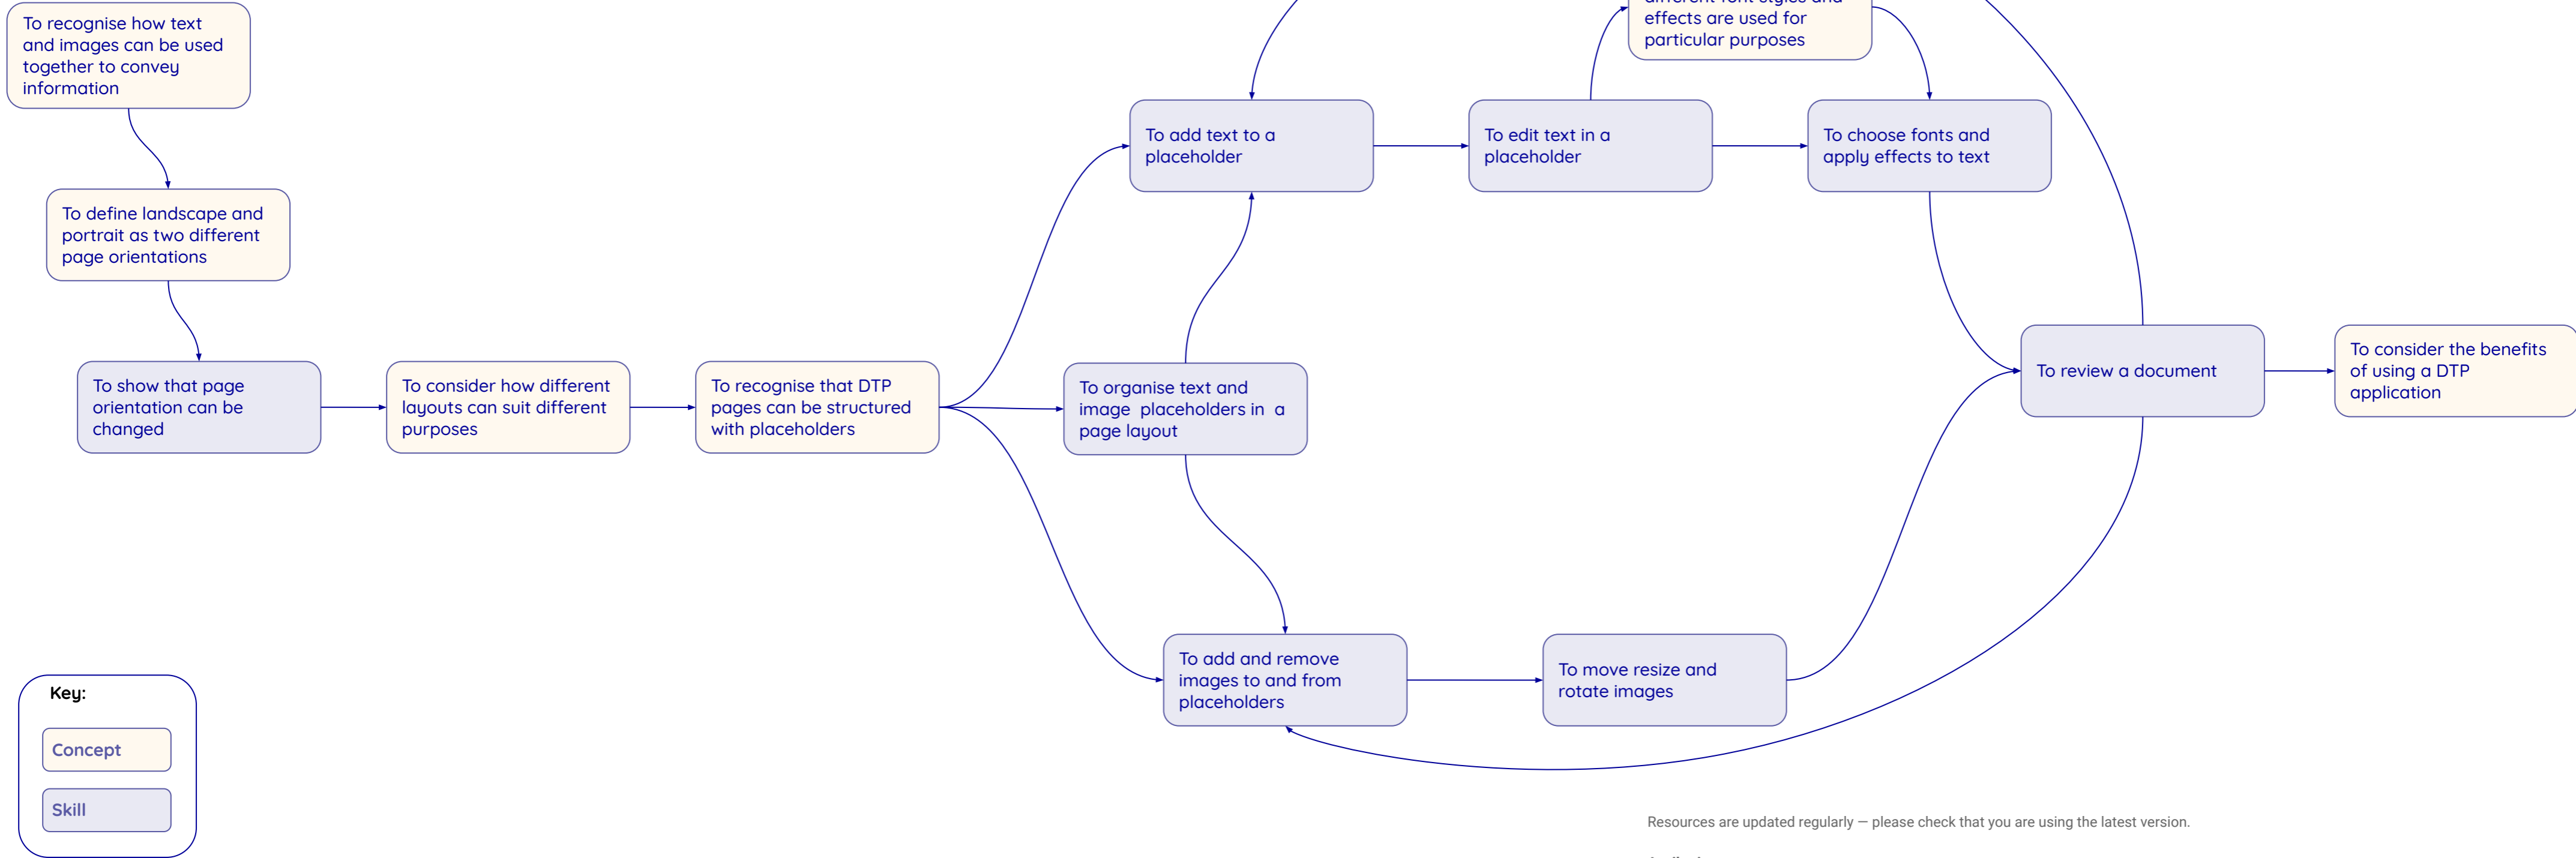 To recognise how text
and images can be used
together to convey
information
different font styles and
effects are used for
particular purposes
To add text to a
placeholder
To edit text in a
placeholder
To choose fonts and
apply effects to text
To define landscape and
portrait as two different
page orientations
To show that page
orientation can be
changed
To consider how different
layouts can suit different
purposes
To recognise that DTP
pages can be structured
with placeholders
To organise text and
image placeholders in a
page layout
To review a document
To consider the benefits
of using a DTP
application
To add and remove
images to and from
placeholders
To move resize and
rotate images
Key:
Concept
Skill
Resources are updated regularly — please check that you are using the latest version.